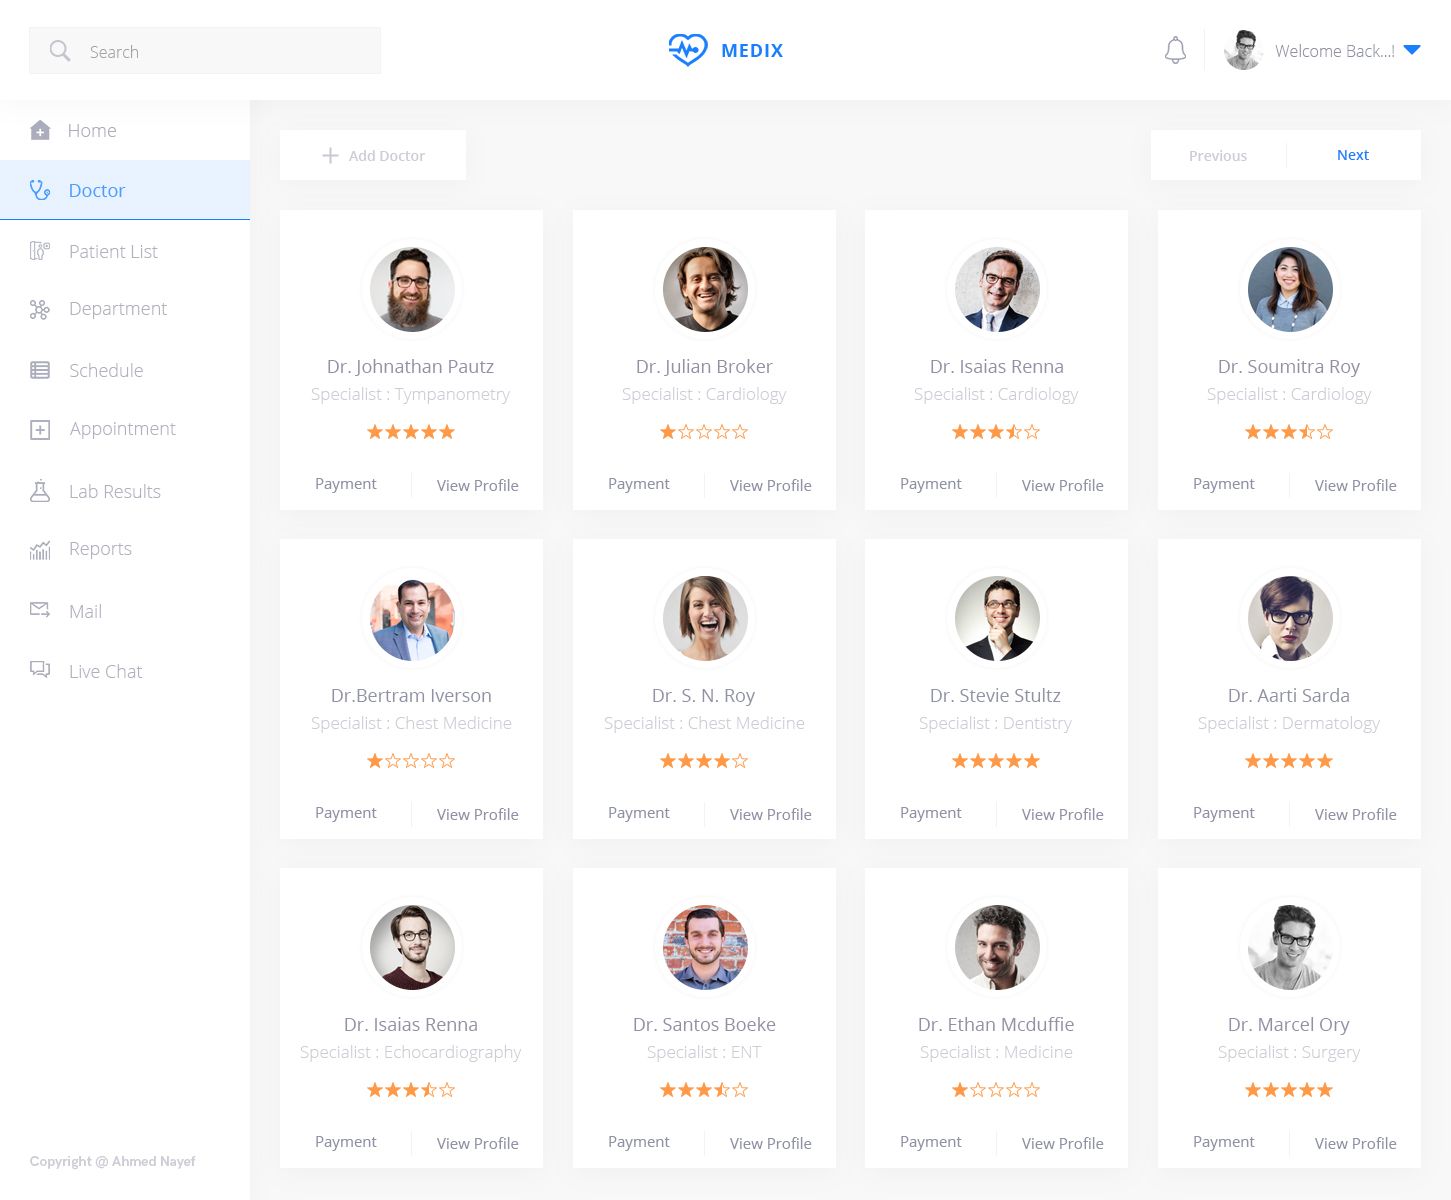 Search
MEDIX
Welcome Back...!
Home
Doctor
Patient List
Department
Schedule
Appointment
Lab Results
Reports
Mail
Live Chat
Copyright @ Ahmed Nayef
Add Doctor
Previous Next
Dr. Johnathan Pautz
Specialist : Tympanometry
Payment View Profile
Dr. Julian Broker
Specialist : Cardiology
Payment View Profile
Dr. Isaias Renna
Specialist : Cardiology
Payment View Profile
Dr. Soumitra Roy
Specialist : Cardiology
Payment View Profile
Dr.Bertram Iverson
Specialist : Chest Medicine
Payment View Profile
Dr. S. N. Roy
Specialist : Chest Medicine
Payment View Profile
Dr. Stevie Stultz
Specialist : Dentistry
Payment View Profile
Dr. Aarti Sarda
Specialist : Dermatology
Payment View Profile
Dr. Isaias Renna
Specialist : Echocardiography
Payment View Profile
Dr. Santos Boeke
Specialist : ENT
Payment View Profile
Dr. Ethan Mcduffie
Specialist : Medicine
Payment View Profile
Dr. Marcel Ory
Specialist : Surgery
Payment View Profile